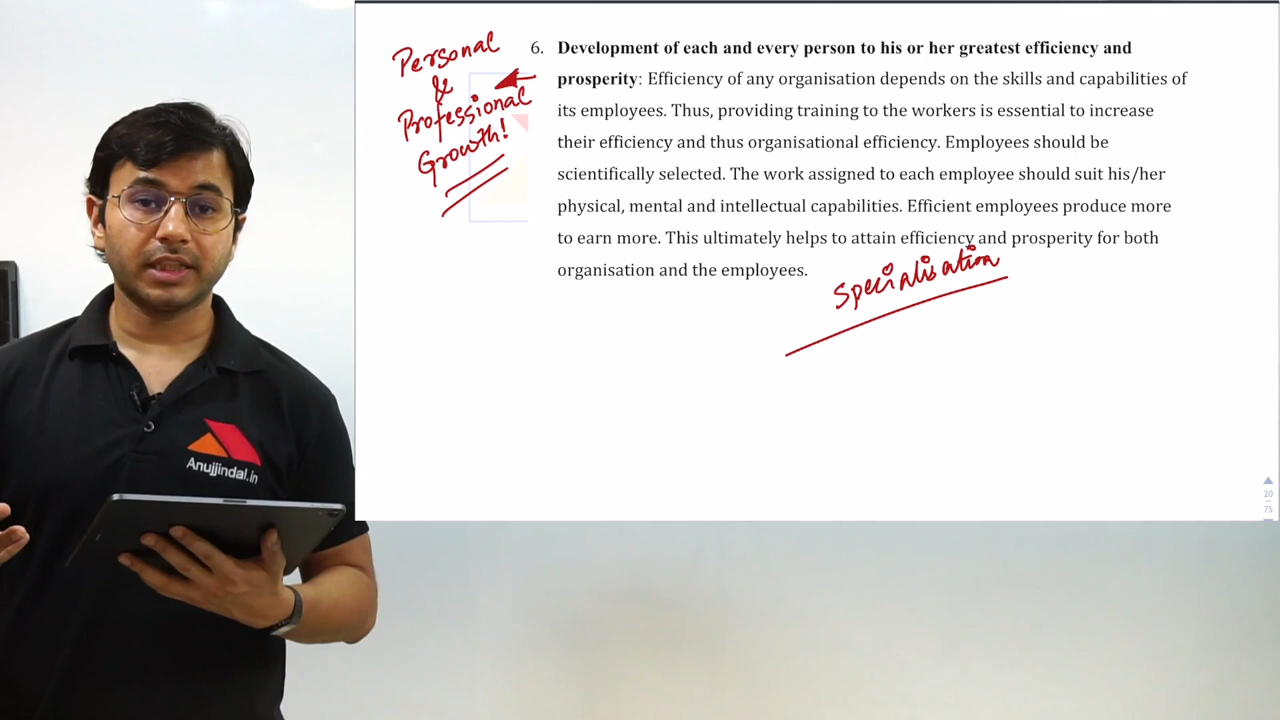 Personal
&
Professional
Growth!
6. Development of each and every person to his or her greatest efficiency and
prosperity: Efficiency of any organisation depends on the skills and capabilities of
its employees. Thus, providing training to the workers is essential to increase
their efficiency and thus organisational efficiency. Employees should be
scientifically selected. The work assigned to each employee should suit his/her
physical, mental and intellectual capabilities. Efficient employees produce more
to earn more. This ultimately helps to attain efficiency and prosperity for both
organisation and the employees.
Specialisation
Anujjindal.in
20
75